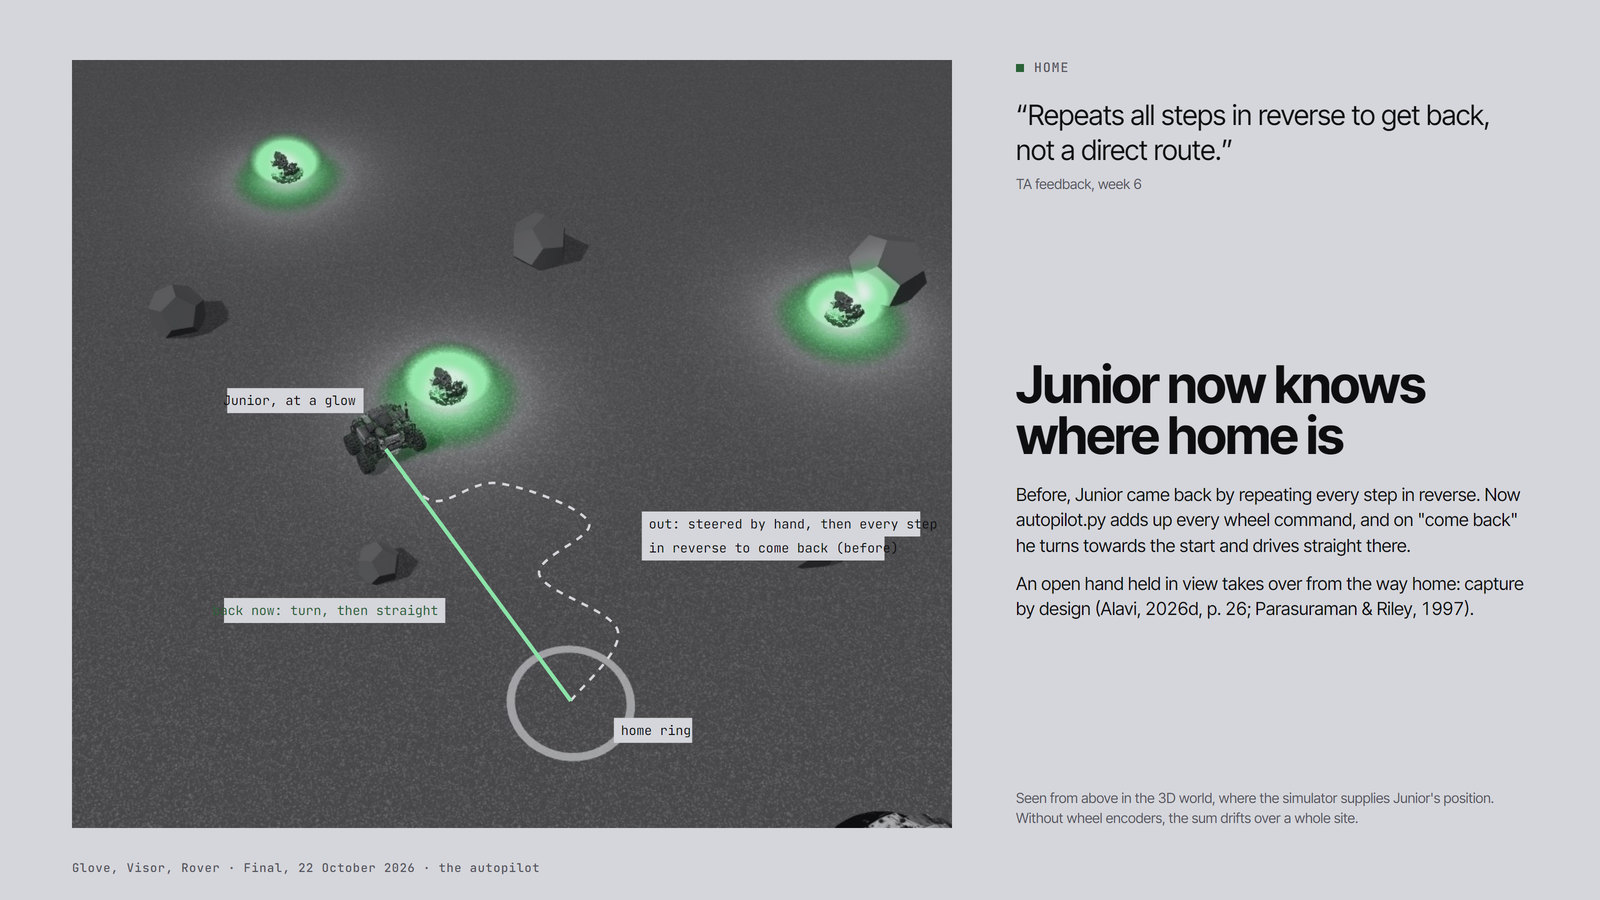 HOME
“Repeats all steps in reverse to get back,
not a direct route.”
TA feedback, week 6
Junior, at a glow
out: steered by hand, then every step
in reverse to come back (before)
back now: turn, then straight
home ring
Junior now knows
where home is
Before, Junior came back by repeating every step in reverse. Now
autopilot.py adds up every wheel command, and on "come back"
he turns towards the start and drives straight there.
An open hand held in view takes over from the way home: capture
by design (Alavi, 2026d, p. 26; Parasuraman & Riley, 1997).
Seen from above in the 3D world, where the simulator supplies Junior's position.
Without wheel encoders, the sum drifts over a whole site.
Glove, Visor, Rover · Final, 22 October 2026 · the autopilot